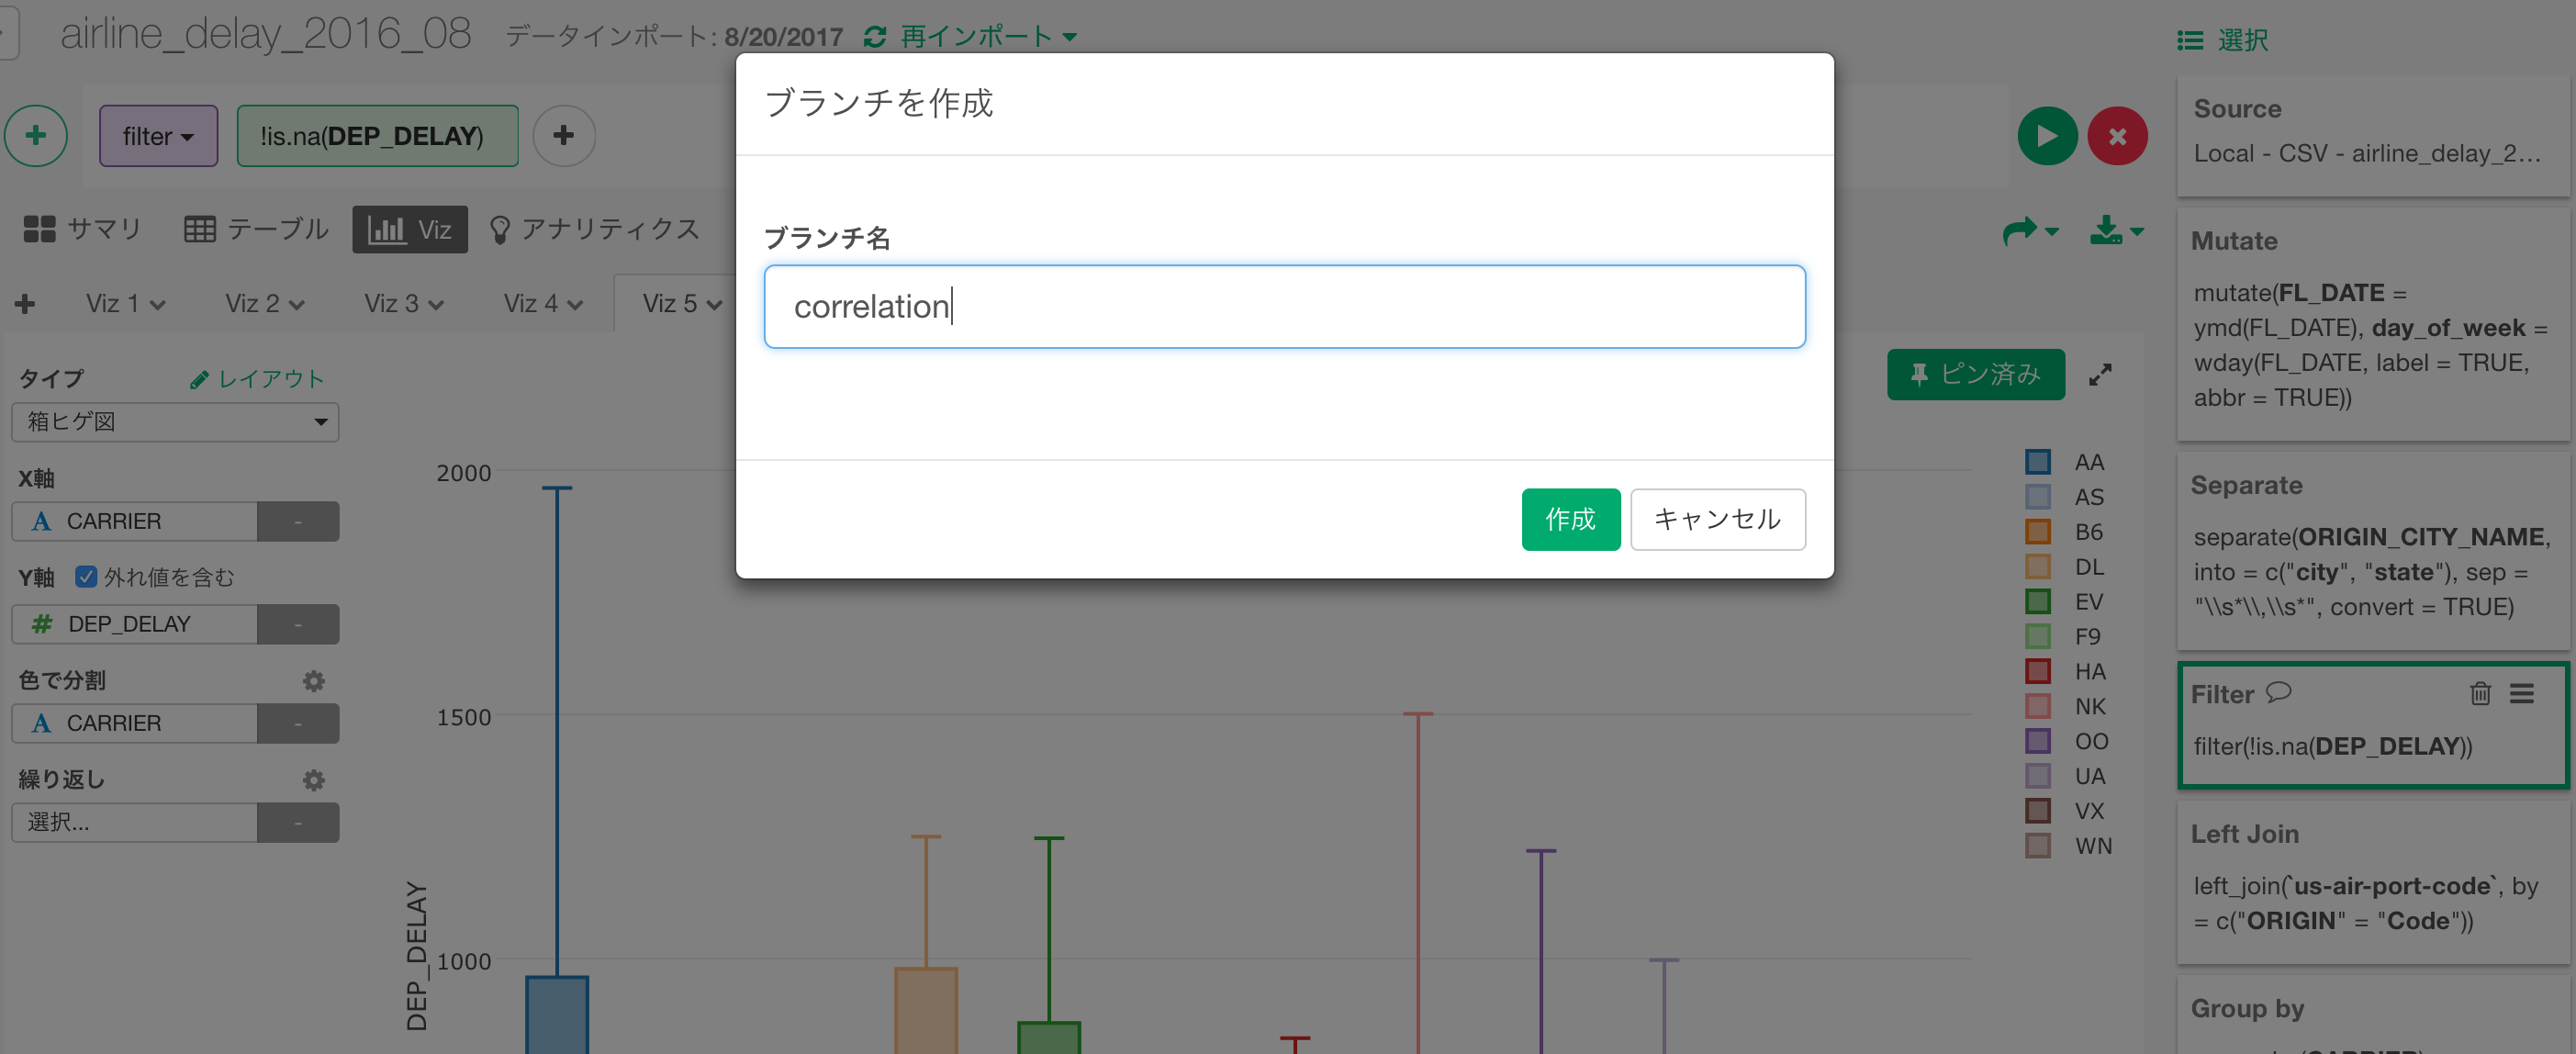 airline_delay_2016_08 データインポート: 8/20/2017 再インポート
filter !is.na(DEP_DELAY)
サマリ テーブル Viz アナリティクス
Viz 1 Viz 2 Viz 3 Viz 4 Viz 5
タイプ レイアウト
箱ヒゲ図
X軸
CARRIER -
Y軸 外れ値を含む
DEP_DELAY -
色で分割
CARRIER -
繰り返し
選択... -
ブランチを作成
ブランチ名
correlation
作成 キャンセル
ピン済み
2000
1500
1000
DEP_DELAY
AA
AS
B6
DL
EV
F9
HA
NK
OO
UA
VX
WN
選択
Source
Local - CSV - airline_delay_2...
Mutate
mutate(FL_DATE =
ymd(FL_DATE), day_of_week =
wday(FL_DATE, label = TRUE,
abbr = TRUE))
Separate
separate(ORIGIN_CITY_NAME,
into = c("city", "state"), sep =
"\\s*\\,\\s*", convert = TRUE)
Filter
filter(!is.na(DEP_DELAY))
Left Join
left_join(`us-air-port-code`, by
= c("ORIGIN" = "Code"))
Group by